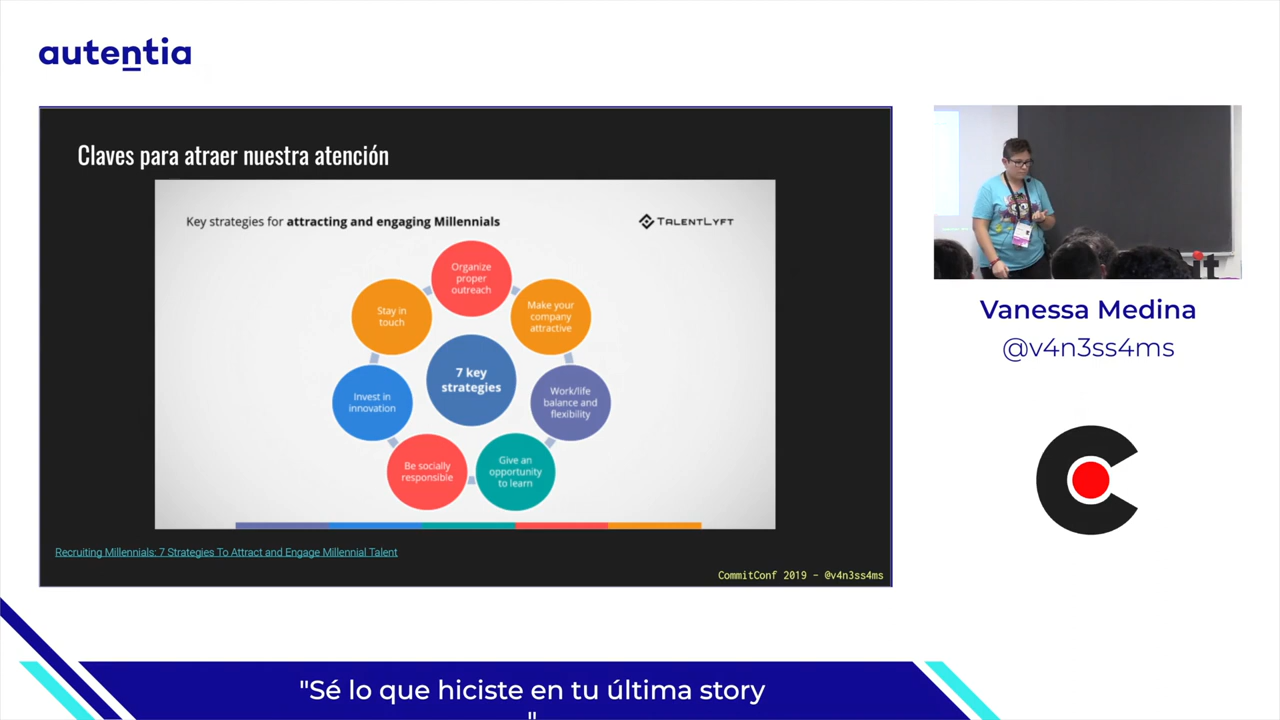 autentia
Claves para atraer nuestra atención
Key strategies for attracting and engaging Millennials
TALENTLYFT
Organize
proper
outreach
Make your
company
attractive
Work/life
balance and
flexibility
Give an
opportunity
to learn
Be socially
responsible
Invest in
innovation
Stay in
touch
7 key
strategies
Recruiting Millennials: 7 Strategies To Attract and Engage Millennial Talent
CommitConf 2019 - @v4n3ss4ms
it
Vanessa Medina
@v4n3ss4ms
"Sé lo que hiciste en tu última story
"